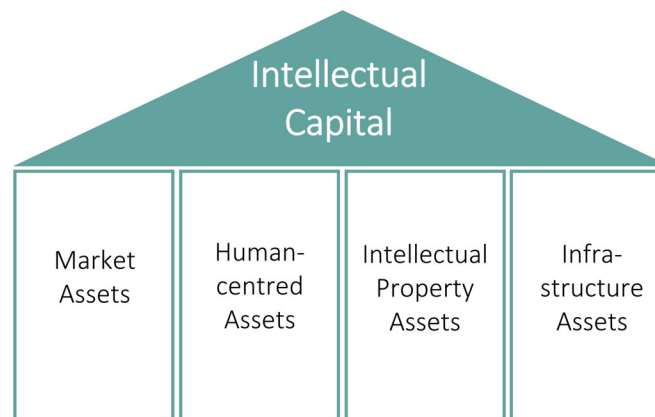 Intellectual
Capital
Market
Assets
Human-
centred
Assets
Intellectual
Property
Assets
Infra-
structure
Assets